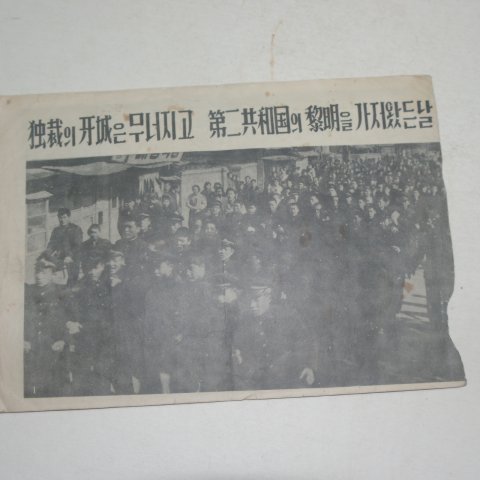 独裁의 牙城은 무너지고 第二共和国의 黎明을 가저왔든날